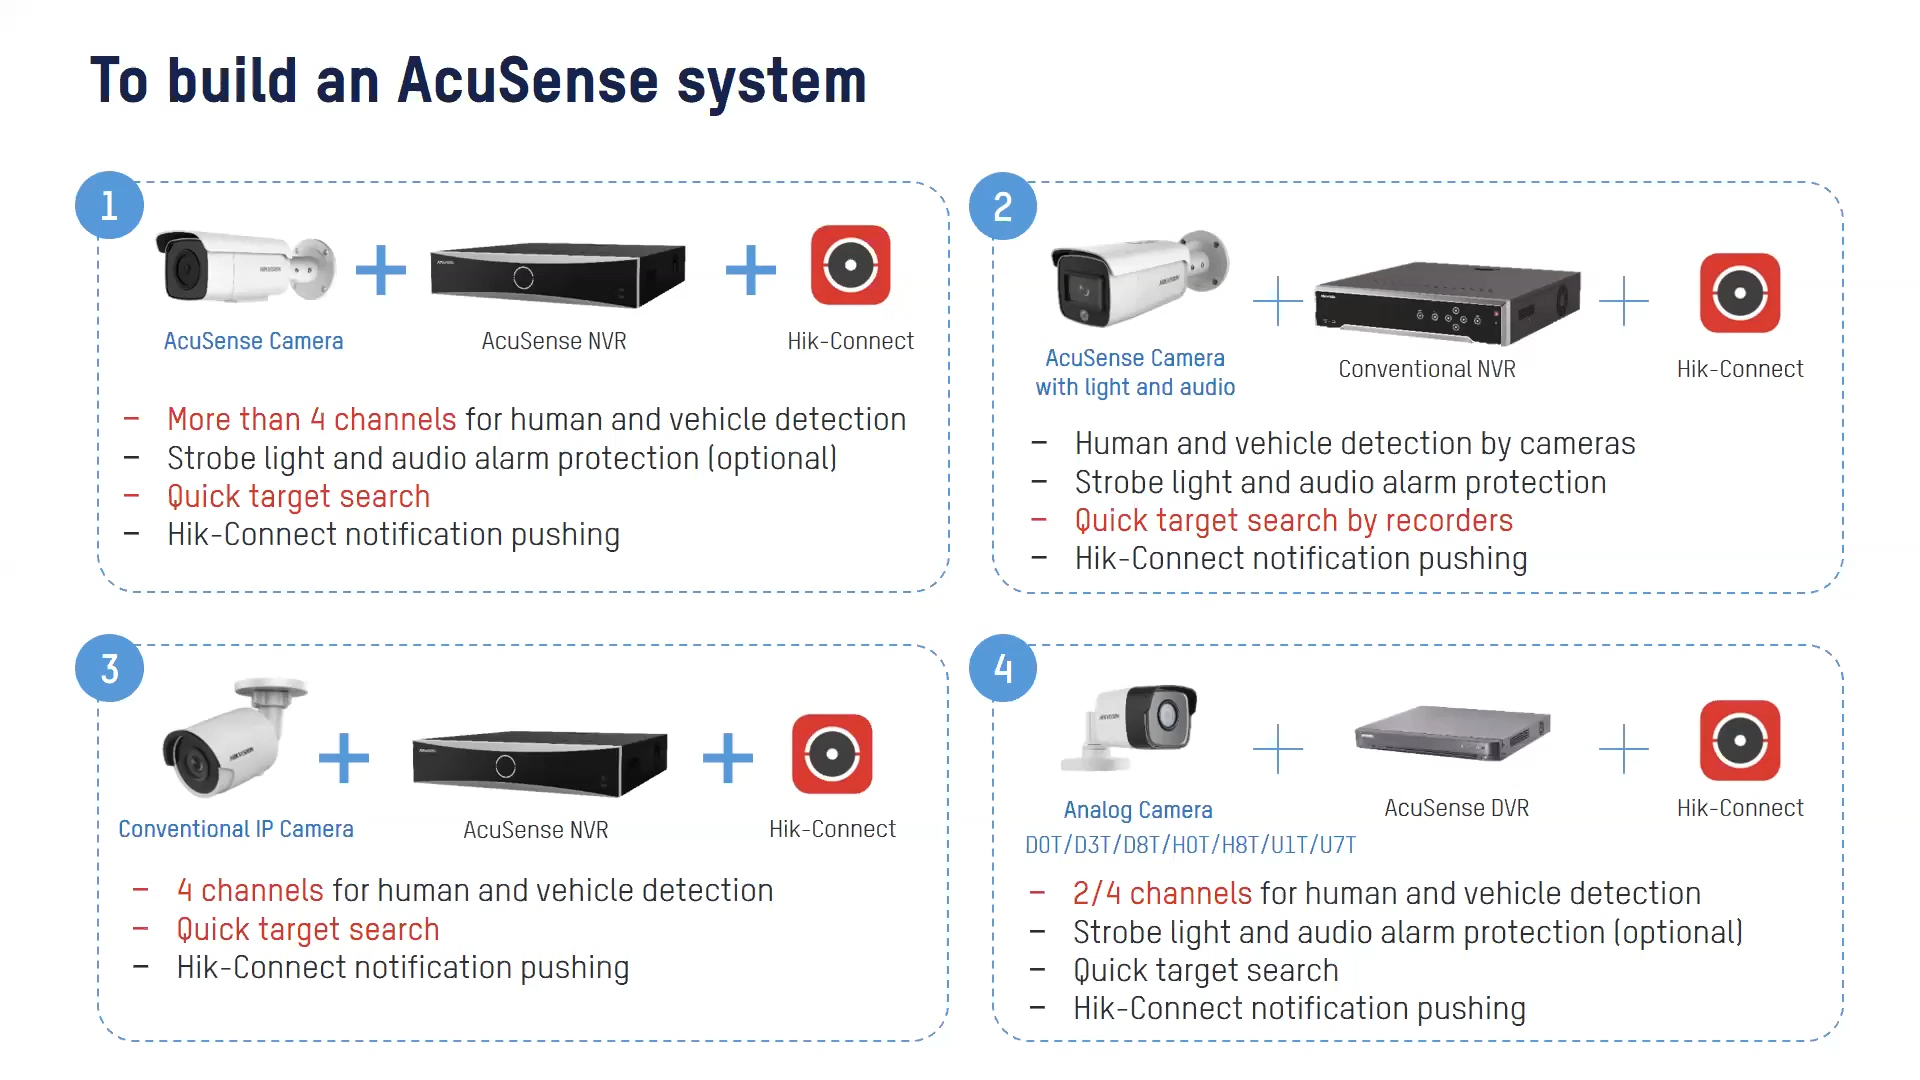 To build an AcuSense system
1
HIKVISION
AcuSense Camera
AcuSense NVR
Hik-Connect
– More than 4 channels for human and vehicle detection
– Strobe light and audio alarm protection (optional)
– Quick target search
– Hik-Connect notification pushing
2
HIKVISION
AcuSense Camera
with light and audio
Conventional NVR
Hik-Connect
– Human and vehicle detection by cameras
– Strobe light and audio alarm protection
– Quick target search by recorders
– Hik-Connect notification pushing
3
HIKVISION
Conventional IP Camera
AcuSense NVR
Hik-Connect
– 4 channels for human and vehicle detection
– Quick target search
– Hik-Connect notification pushing
4
HIKVISION
Analog Camera
D0T/D3T/D8T/H0T/H8T/U1T/U7T
AcuSense DVR
Hik-Connect
– 2/4 channels for human and vehicle detection
– Strobe light and audio alarm protection (optional)
– Quick target search
– Hik-Connect notification pushing